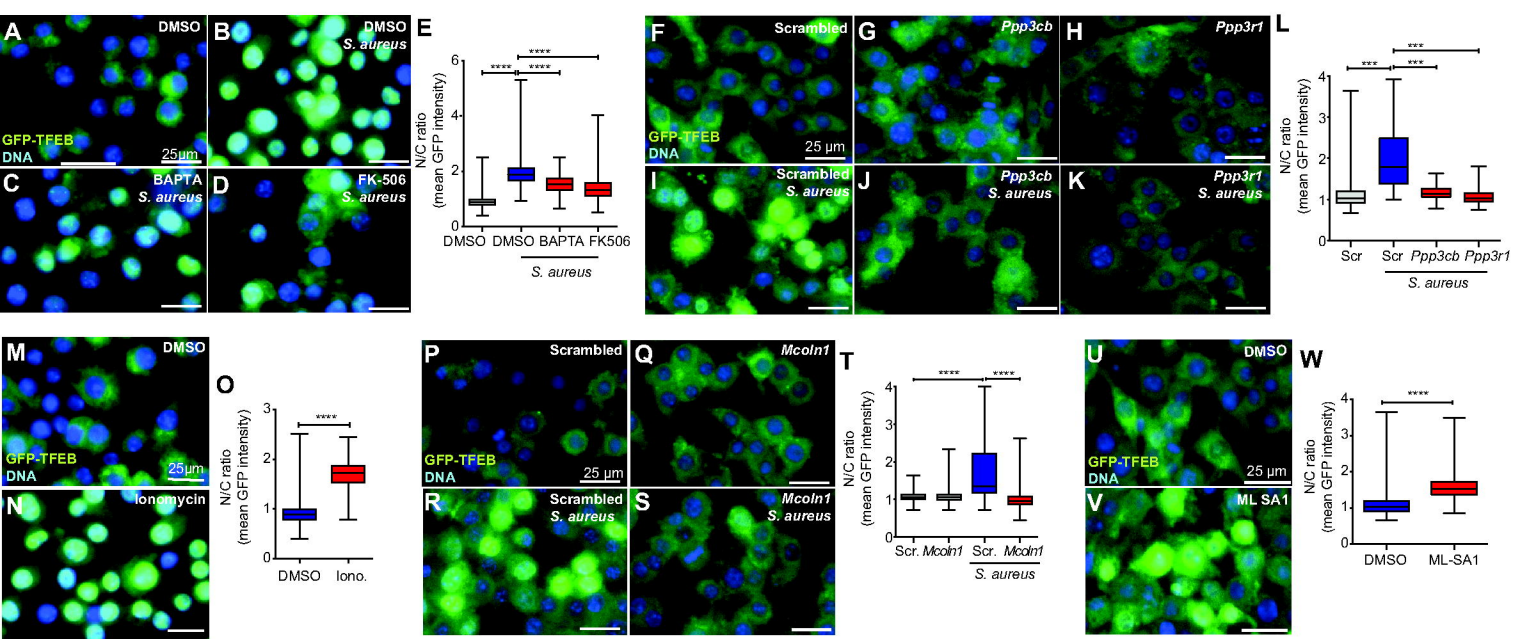 A
DMSO
GFP-TFEB
DNA
25µm
B
DMSO
S. aureus
C
BAPTA
S. aureus
D
FK-506
S. aureus
E
N/C ratio
(mean GFP intensity)
6
4
2
0
****
**** ****
DMSO DMSO BAPTA FK506
S. aureus
F
Scrambled
GFP-TFEB
DNA
25 µm
G
Ppp3cb
H
Ppp3r1
I
Scrambled
S. aureus
J
Ppp3cb
S. aureus
K
Ppp3r1
S. aureus
L
N/C ratio
(mean GFP intensity)
4
3
2
1
0
***
*** ***
Scr Scr Ppp3cb Ppp3r1
S. aureus
M
DMSO
GFP-TFEB
DNA
25µm
N
Ionomycin
O
N/C ratio
(mean GFP intensity)
3
2
1
0
****
DMSO Iono.
P
Scrambled
GFP-TFEB
DNA
25 µm
Q
Mcoln1
R
Scrambled
S. aureus
S
Mcoln1
S. aureus
T
N/C ratio
(mean GFP intensity)
4
3
2
1
0
**** ****
Scr. Mcoln1 Scr. Mcoln1
S. aureus
U
DMSO
GFP-TFEB
DNA
25 µm
V
ML SA1
W
N/C ratio
(mean GFP intensity)
4
3
2
1
0
****
DMSO ML-SA1